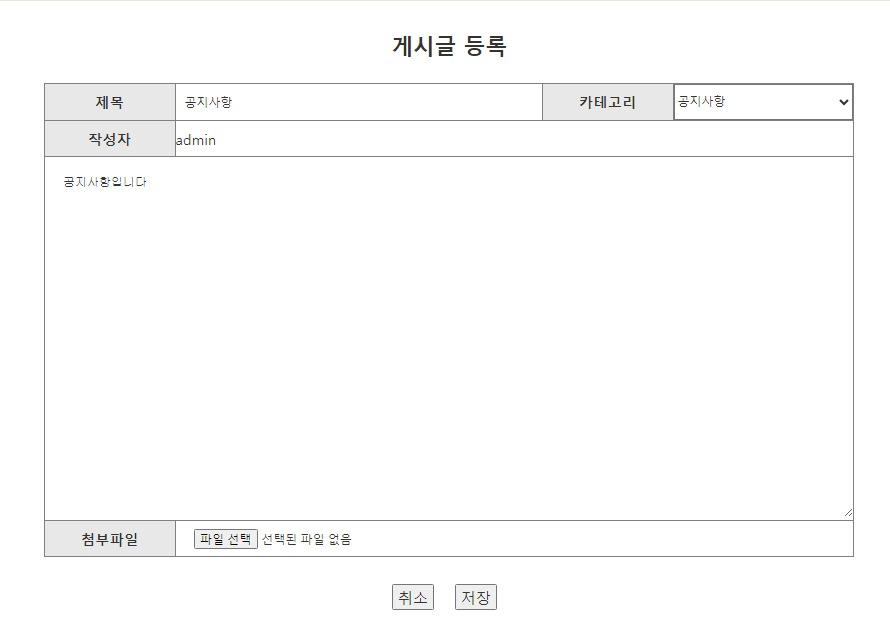 게시글 등록
제목 공지사항 카테고리 공지사항
작성자 admin
공지사항입니다
첨부파일 파일 선택 선택된 파일 없음
취소 저장